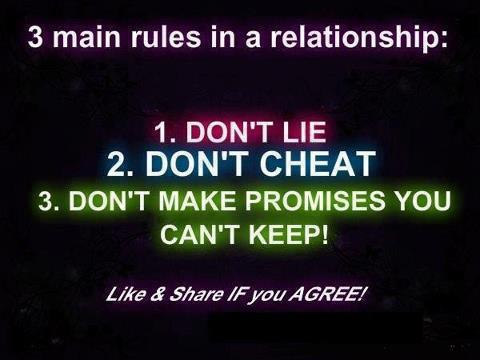 3 main rules in a relationship:
1. DON'T LIE
2. DON'T CHEAT
3. DON'T MAKE PROMISES YOU
CAN'T KEEP!
Like & Share IF you AGREE!